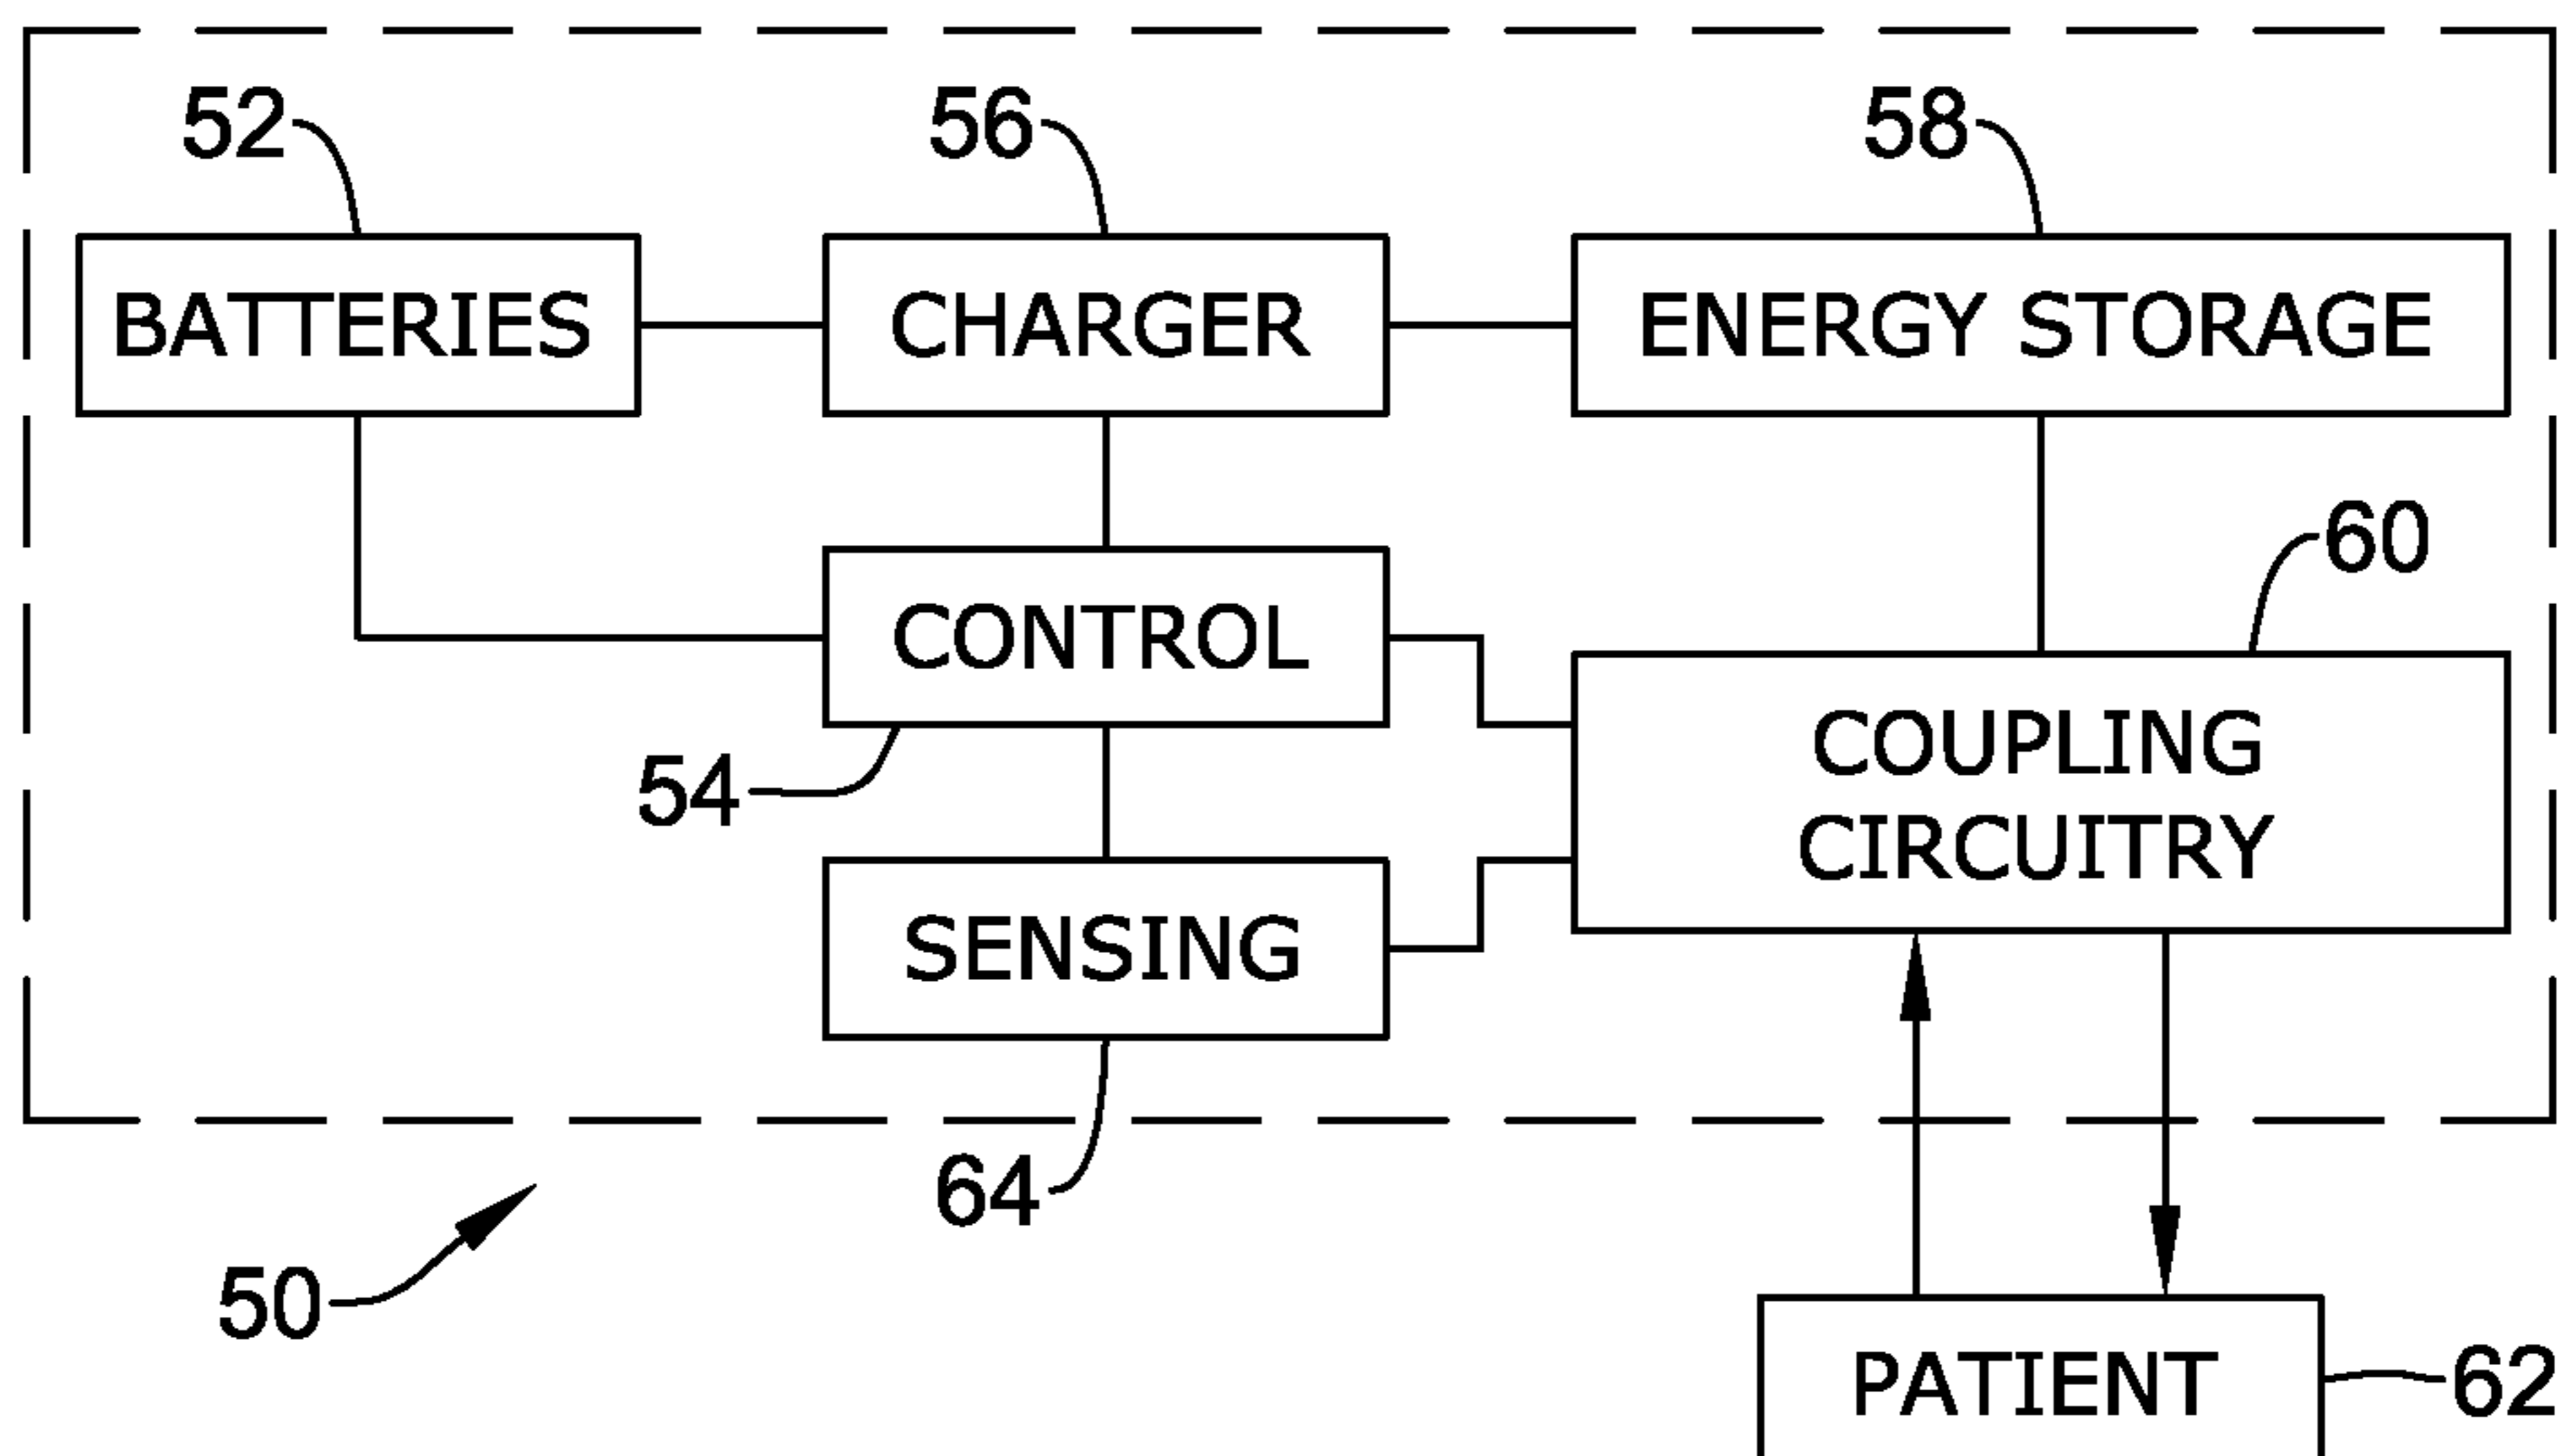 52
56
58
BATTERIES
CHARGER
ENERGY STORAGE
60
CONTROL
COUPLING
CIRCUITRY
54
SENSING
64
50
PATIENT
62